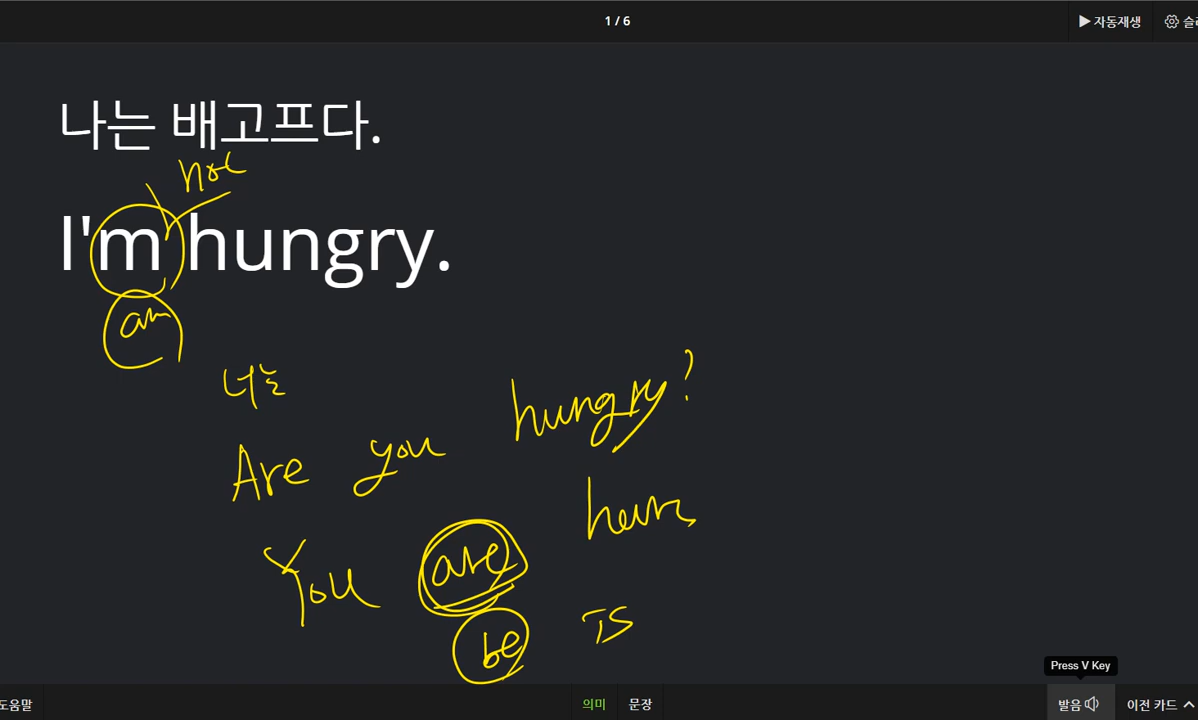 1 / 6
▶ 자동재생
나는 배고프다.
not
I'm hungry.
am
너는
Are you hungry?
You are
be is
Press V Key
도움말
의미 문장
발음
이전 카드